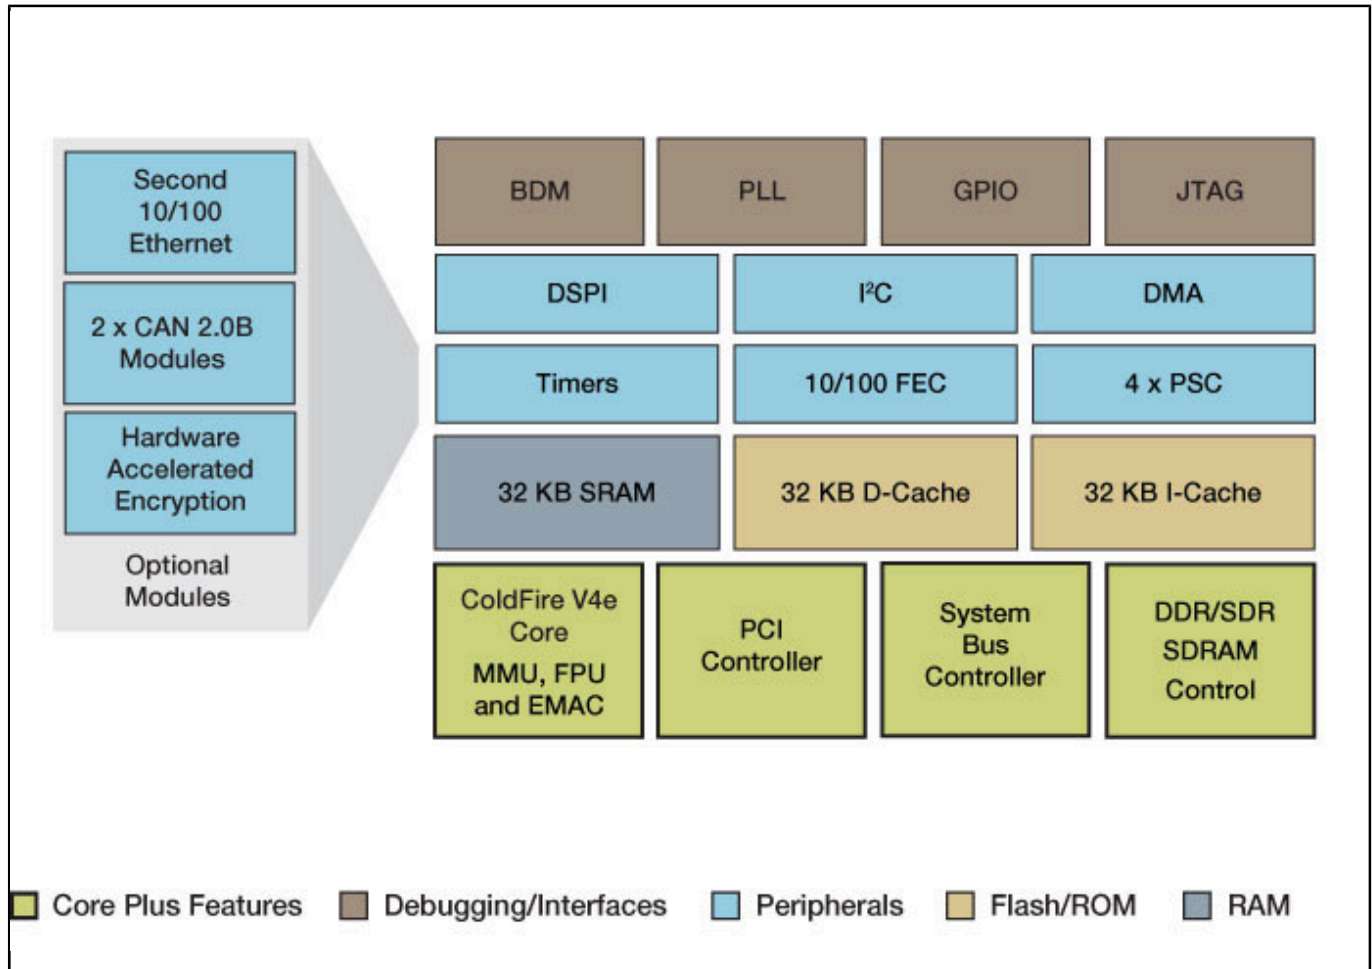 Second
10/100
Ethernet
2 x CAN 2.0B
Modules
Hardware
Accelerated
Encryption
Optional
Modules
BDM
PLL
GPIO
JTAG
DSPI
I²C
DMA
Timers
10/100 FEC
4 x PSC
32 KB SRAM
32 KB D-Cache
32 KB I-Cache
ColdFire V4e
Core
MMU, FPU
and EMAC
PCI
Controller
System
Bus
Controller
DDR/SDR
SDRAM
Control
Core Plus Features
Debugging/Interfaces
Peripherals
Flash/ROM
RAM